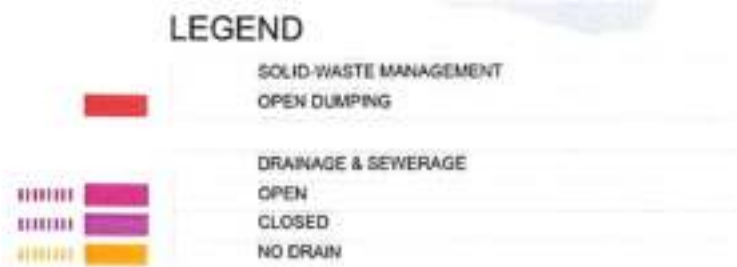 LEGEND
SOLID-WASTE MANAGEMENT
OPEN DUMPING
DRAINAGE & SEWERAGE
OPEN
CLOSED
NO DRAIN